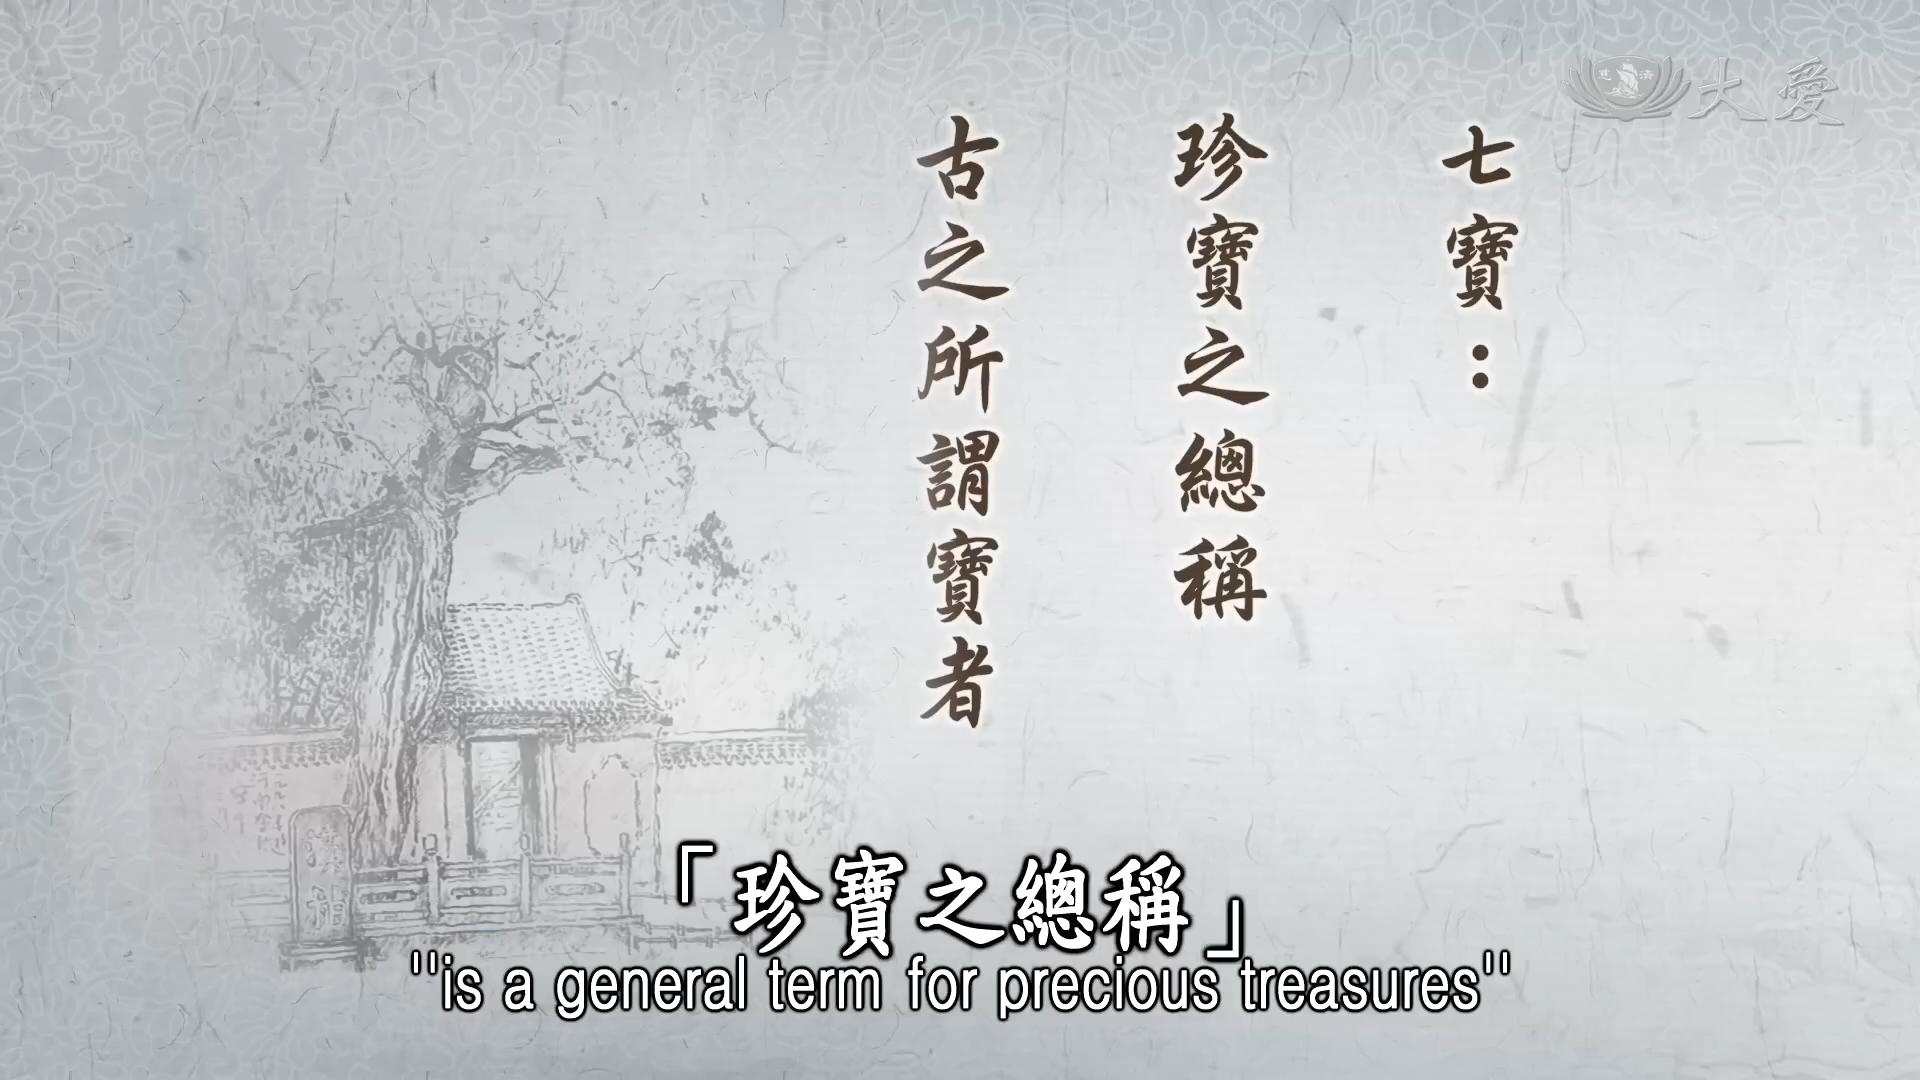 大愛
七寶：
珍寶之總稱
古之所謂寶者
「珍寶之總稱」
"is a general term for precious treasures"